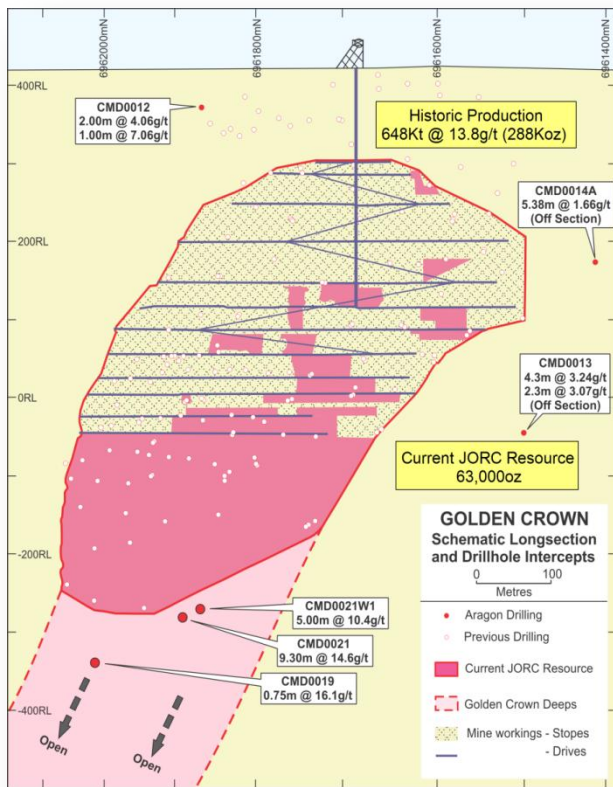 6962000mN
6961800mN
6961600mN
6961400mN
400RL
CMD0012
2.00m @ 4.06g/t
1.00m @ 7.06g/t
Historic Production
648Kt @ 13.8g/t (288Koz)
CMD0014A
5.38m @ 1.66g/t
(Off Section)
200RL
CMD0013
4.3m @ 3.24g/t
2.3m @ 3.07g/t
(Off Section)
0RL
Current JORC Resource
63,000oz
-200RL
CMD0021W1
5.00m @ 10.4g/t
CMD0021
9.30m @ 14.6g/t
CMD0019
0.75m @ 16.1g/t
-400RL
Open
Open
GOLDEN CROWN
Schematic Longsection
and Drillhole Intercepts
0 100
Metres
Aragon Drilling
Previous Drilling
Current JORC Resource
Golden Crown Deeps
Mine workings - Stopes
- Drives